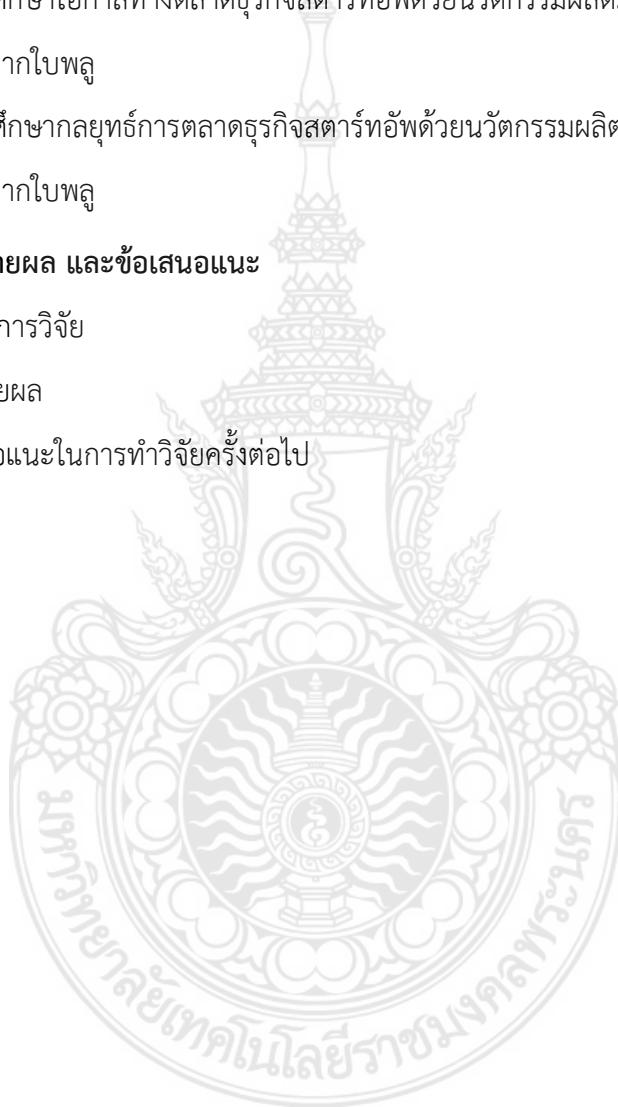 ศึกษาโอกาสทางตลาดธุรกิจสตาร์ทอัพด้วยนวัตกรรมผลิต
ากใบพลู
ศึกษากลยุทธ์การตลาดธุรกิจสตาร์ทอัพด้วยนวัตกรรมผลิต
ากใบพลู
ายผล และข้อเสนอแนะ
การวิจัย
ยผล
อแนะในการทำวิจัยครั้งต่อไป
มหาวิทยาลัยเทคโนโลยีราชมงคลพระนคร